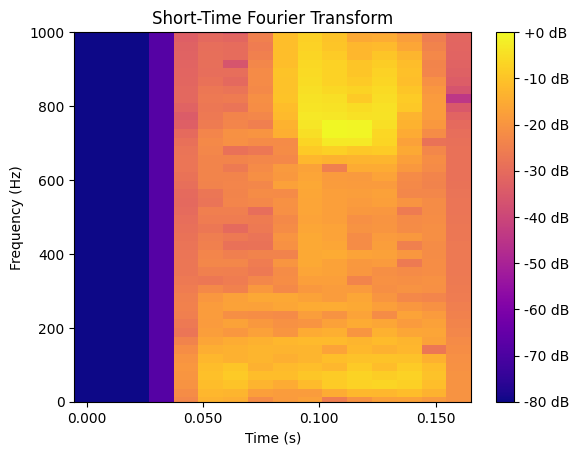 Short-Time Fourier Transform
1000
800
600
400
200
0
Frequency (Hz)
0.000
0.050
0.100
0.150
Time (s)
+0 dB
-10 dB
-20 dB
-30 dB
-40 dB
-50 dB
-60 dB
-70 dB
-80 dB